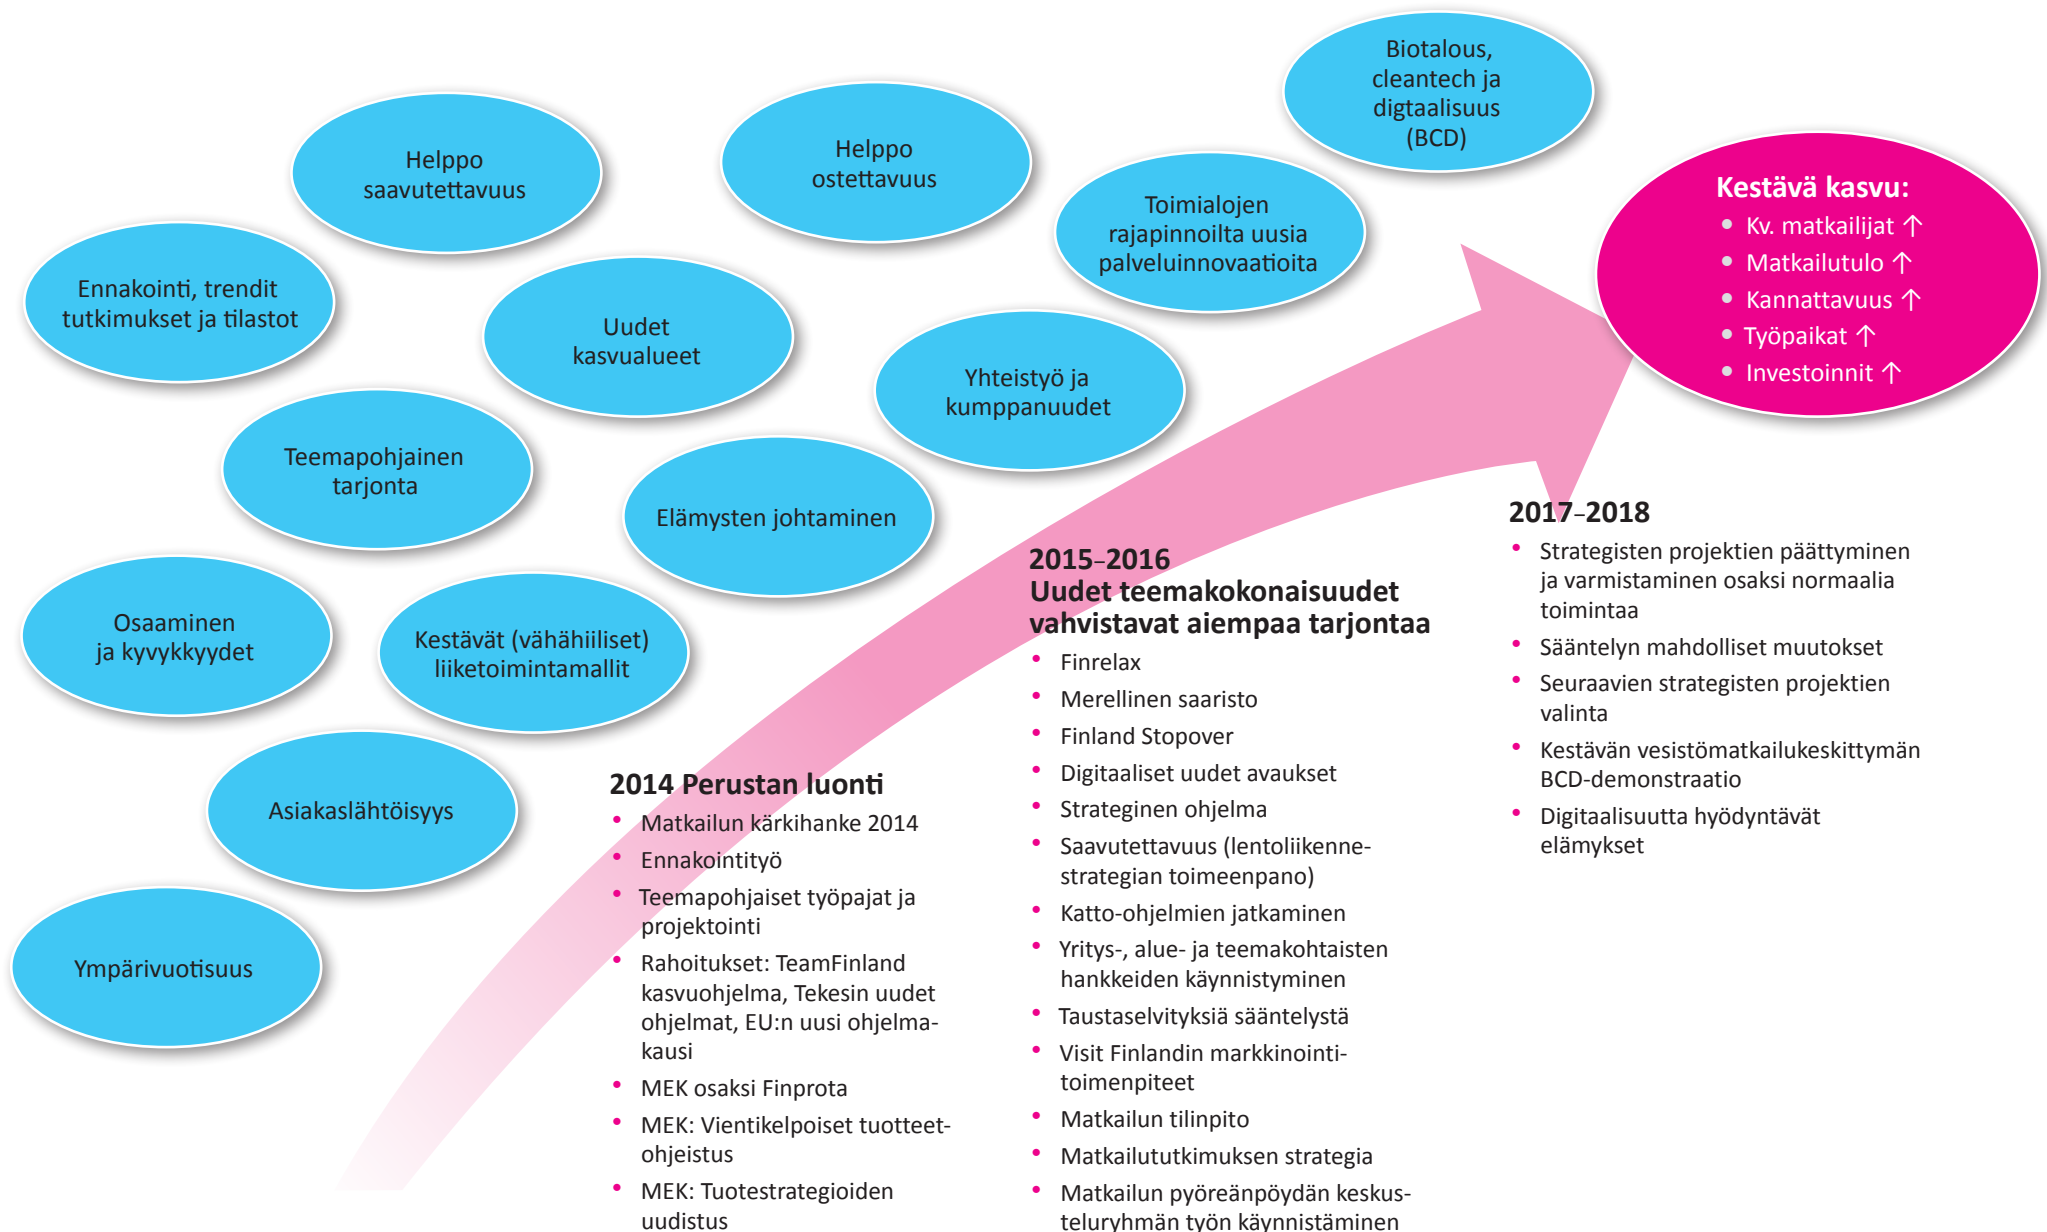 Biotalous,
cleantech ja
digtaalisuus
(BCD)
Helppo
saavutettavuus
Helppo
ostettavuus
Toimialojen
rajapinnoilta uusia
palveluinnovaatioita
Kestävä kasvu:
• Kv. matkailijat ↑
• Matkailutulo ↑
• Kannattavuus ↑
• Työpaikat ↑
• Investoinnit ↑
Ennakointi, trendit
tutkimukset ja tilastot
Uudet
kasvualueet
Yhteistyö ja
kumppanuudet
Teemapohjainen
tarjonta
Elämysten johtaminen
Osaaminen
ja kyvykkyydet
Kestävät (vähähiiliset)
liiketoimintamallit
Asiakaslähtöisyys
Ympärivuotisuus
2014 Perustan luonti
• Matkailun kärkihanke 2014
• Ennakointityö
• Teemapohjaiset työpajat ja
projektointi
• Rahoitukset: TeamFinland
kasvuohjelma, Tekesin uudet
ohjelmat, EU:n uusi ohjelma-
kausi
• MEK osaksi Finprota
• MEK: Vientikelpoiset tuotteet-
ohjeistus
• MEK: Tuotestrategioiden
uudistus
2015–2016
Uudet teemakokonaisuudet
vahvistavat aiempaa tarjontaa
• Finrelax
• Merellinen saaristo
• Finland Stopover
• Digitaaliset uudet avaukset
• Strateginen ohjelma
• Saavutettavuus (lentoliikenne-
strategian toimeenpano)
• Katto-ohjelmien jatkaminen
• Yritys-, alue- ja teemakohtaisten
hankkeiden käynnistyminen
• Taustaselvityksiä sääntelystä
• Visit Finlandin markkinointi-
toimenpiteet
• Matkailun tilinpito
• Matkailututkimuksen strategia
• Matkailun pyöreänpöydän keskus-
teluryhmän työn käynnistäminen
2017–2018
• Strategisten projektien päättyminen
ja varmistaminen osaksi normaalia
toimintaa
• Sääntelyn mahdolliset muutokset
• Seuraavien strategisten projektien
valinta
• Kestävän vesistömatkailukeskittymän
BCD-demonstraatio
• Digitaalisuutta hyödyntävät
elämykset